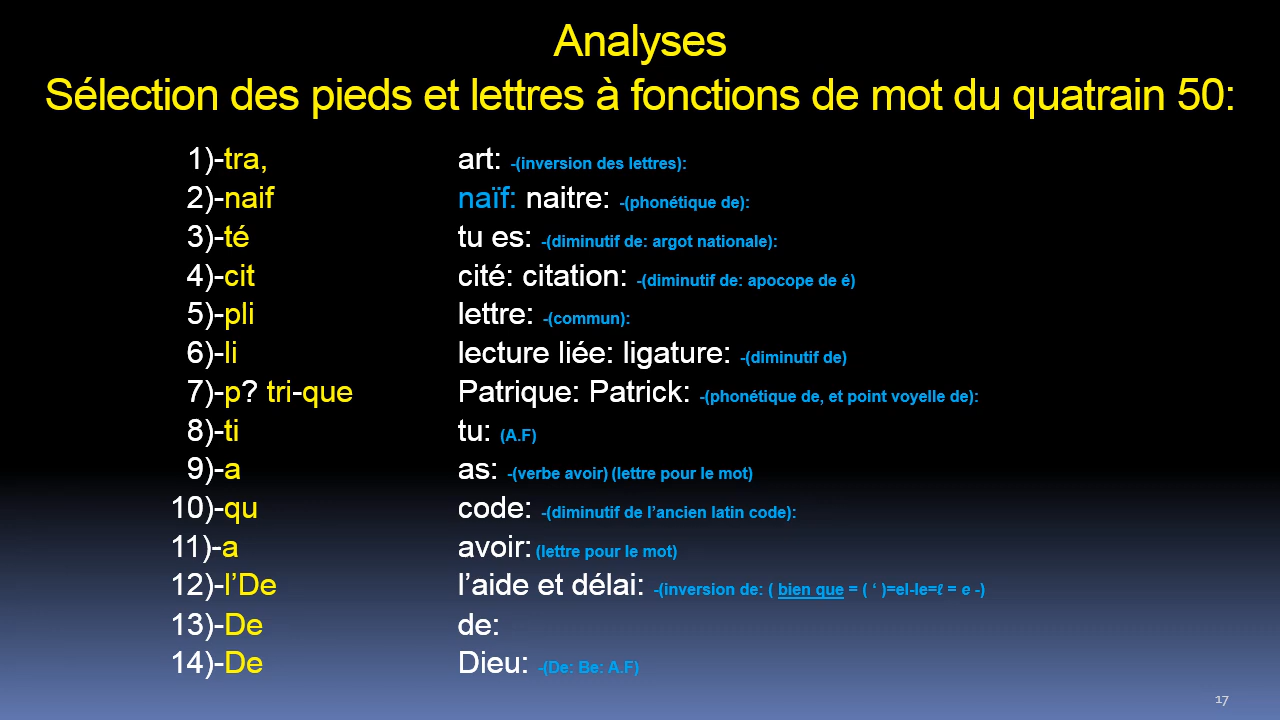 Analyses
Sélection des pieds et lettres à fonctions de mot du quatrain 50:
1)-tra, art: -(inversion des lettres):
2)-naif naïf: naitre: -(phonétique de):
3)-té tu es: -(diminutif de: argot nationale):
4)-cit cité: citation: -(diminutif de: apocope de é)
5)-pli lettre: -(commun):
6)-li lecture liée: ligature: -(diminutif de)
7)-p? tri-que Patrique: Patrick: -(phonétique de, et point voyelle de):
8)-ti tu: (A.F)
9)-a as: -(verbe avoir) (lettre pour le mot)
10)-qu code: -(diminutif de l’ancien latin code):
11)-a avoir: (lettre pour le mot)
12)-l’De l’aide et délai: -(inversion de: ( bien que = ( ‘ )=el-le=ℓ = e -)
13)-De de:
14)-De Dieu: -(De: Be: A.F)
17